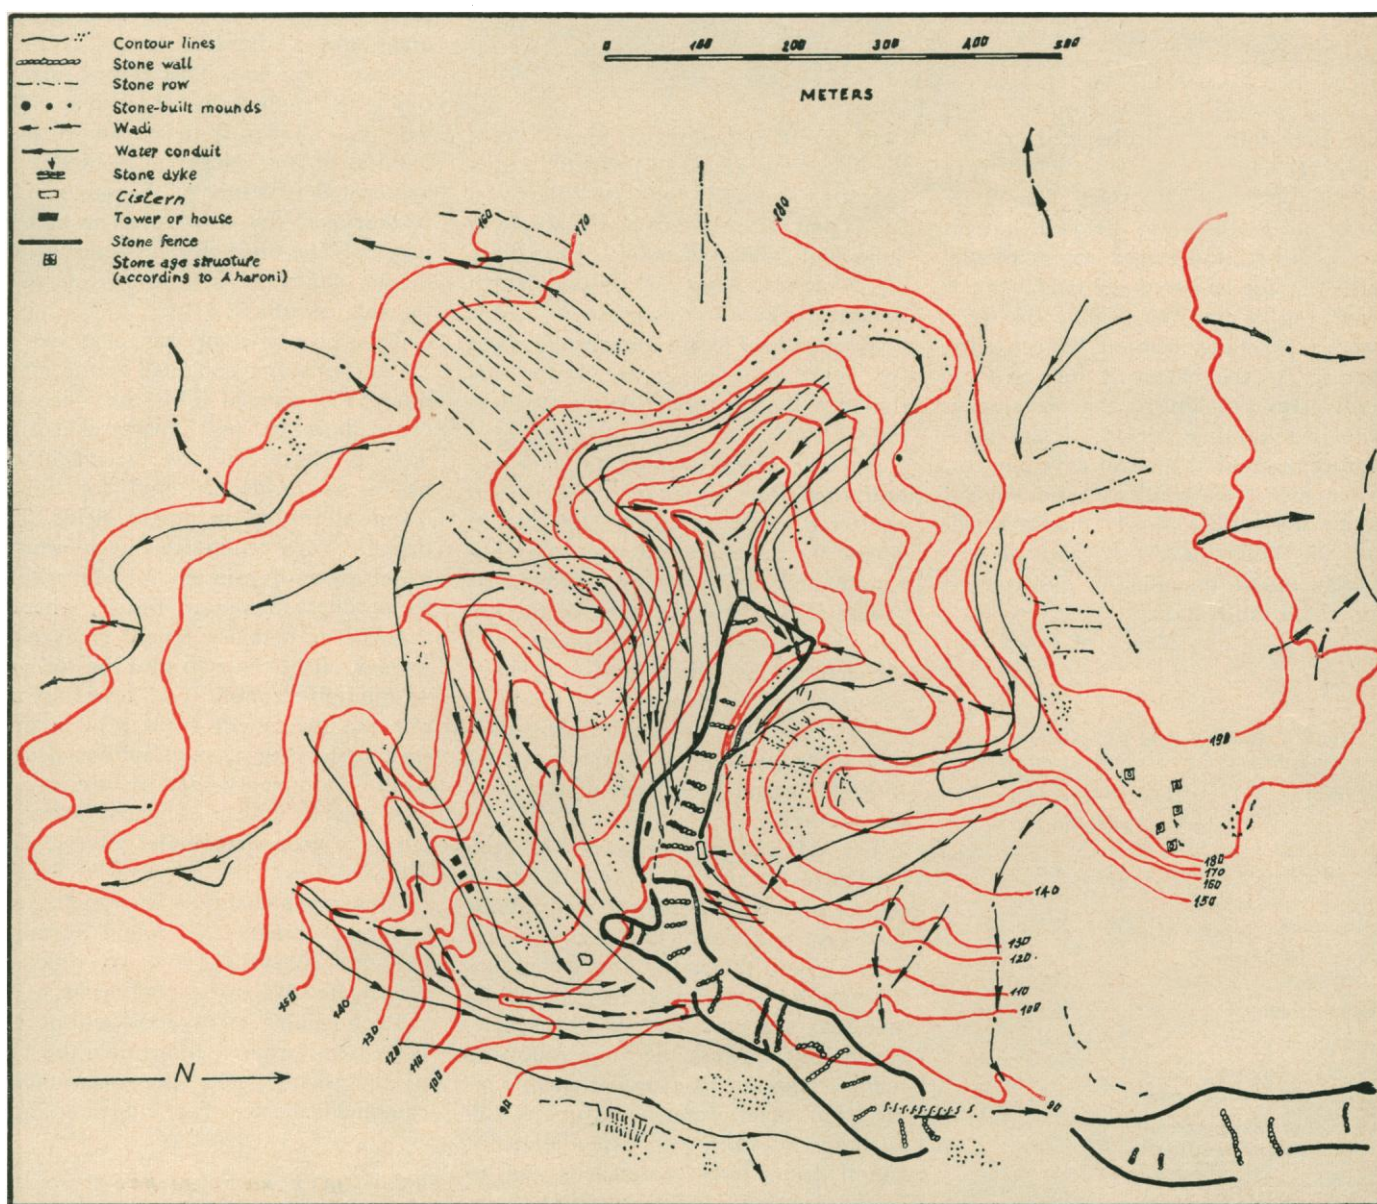 Contour lines
Stone wall
Stone row
Stone-built mounds
Wadi
Water conduit
Stone dyke
Cistern
Tower or house
Stone fence
Stone age structure
(according to Aharoni)
0 100 200 300 400 500
METERS
160
170
180
190
180
170
160
150
140
130
120
110
100
90
150
140
130
120
110
100
90
N